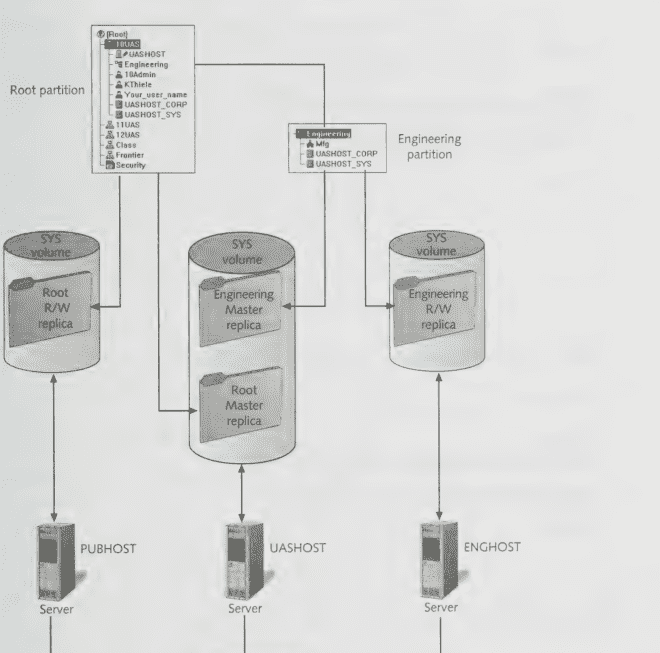 [Root]
10UAS
UASHOST
Engineering
10Admin
KThiele
Your_user_name
UASHOST_CORP
UASHOST_SYS
11UAS
12UAS
Class
Frontier
Security
Root partition
Engineering
Mfg
UASHOST_CORP
UASHOST_SYS
Engineering
partition
SYS
volume
Root
R/W
replica
SYS
volume
Engineering
Master
replica
Root
Master
replica
SYS
volume
Engineering
R/W
replica
PUBHOST
Server
UASHOST
Server
ENGHOST
Server